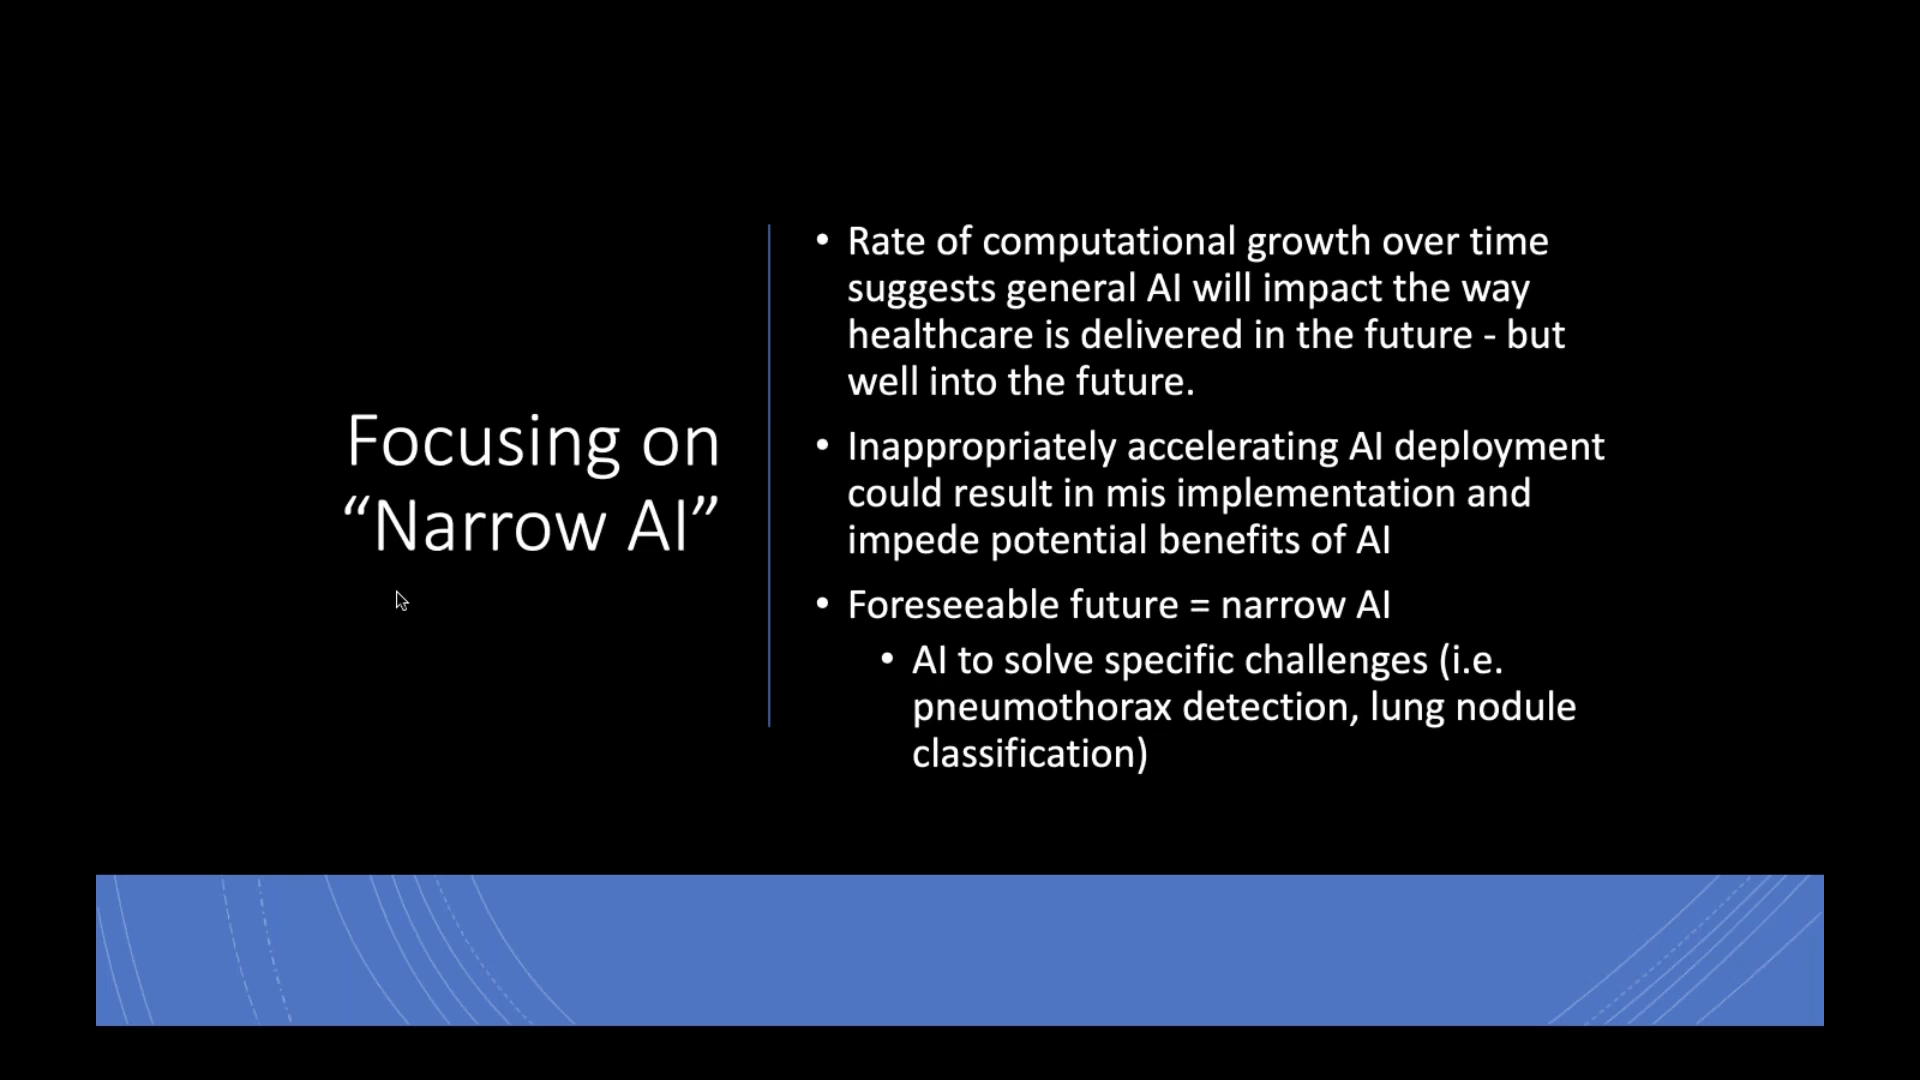 Focusing on
“Narrow AI”
• Rate of computational growth over time
suggests general AI will impact the way
healthcare is delivered in the future - but
well into the future.
• Inappropriately accelerating AI deployment
could result in mis implementation and
impede potential benefits of AI
• Foreseeable future = narrow AI
• AI to solve specific challenges (i.e.
pneumothorax detection, lung nodule
classification)